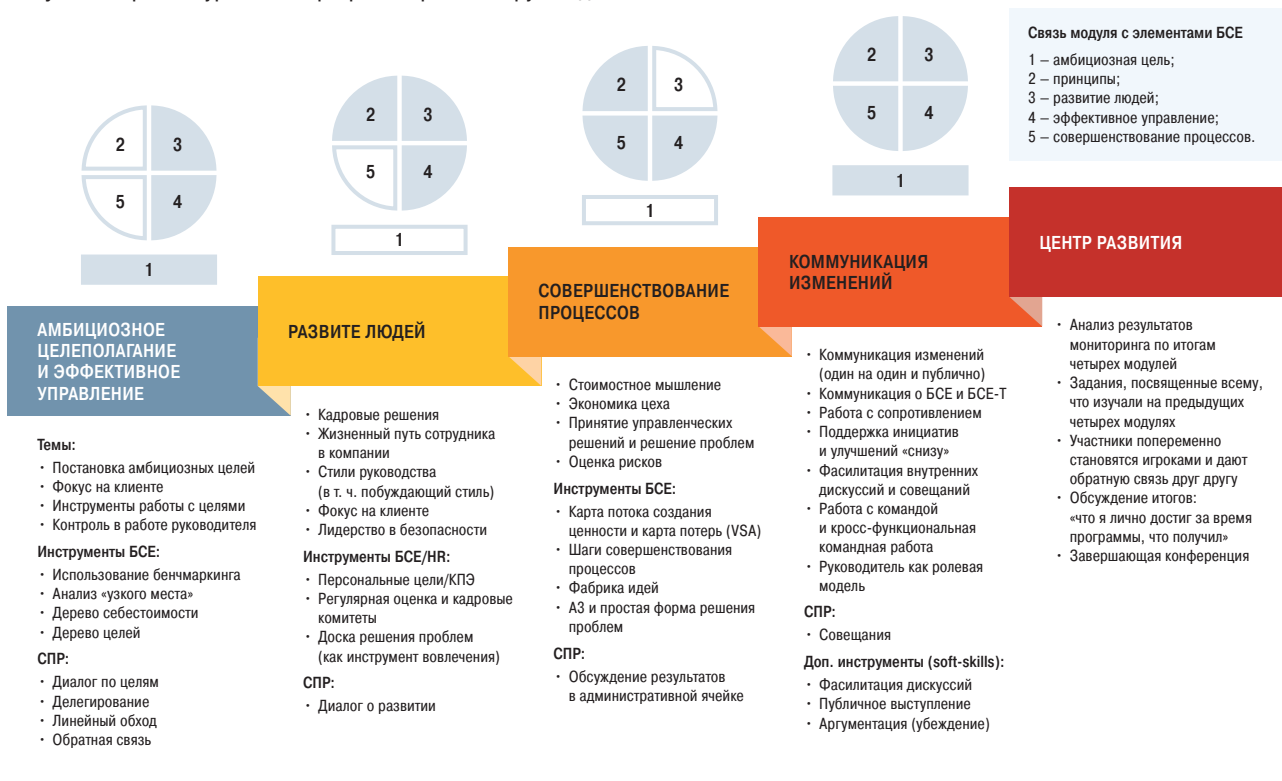 2 3
5 4
1
2 3
5 4
1
2 3
5 4
1
2 3
5 4
1
Связь модуля с элементами БСЕ
1 – амбициозная цель;
2 – принципы;
3 – развитие людей;
4 – эффективное управление;
5 – совершенствование процессов.
АМБИЦИОЗНОЕ
ЦЕЛЕПОЛАГАНИЕ
И ЭФФЕКТИВНОЕ
УПРАВЛЕНИЕ
Темы:
· Постановка амбициозных целей
· Фокус на клиенте
· Инструменты работы с целями
· Контроль в работе руководителя
Инструменты БСЕ:
· Использование бенчмаркинга
· Анализ «узкого места»
· Дерево себестоимости
· Дерево целей
СПР:
· Диалог по целям
· Делегирование
· Линейный обход
· Обратная связь
РАЗВИТЕ ЛЮДЕЙ
· Кадровые решения
· Жизненный путь сотрудника
в компании
· Стили руководства
(в т. ч. побуждающий стиль)
· Фокус на клиенте
· Лидерство в безопасности
Инструменты БСЕ/HR:
· Персональные цели/КПЭ
· Регулярная оценка и кадровые
комитеты
· Доска решения проблем
(как инструмент вовлечения)
СПР:
· Диалог о развитии
СОВЕРШЕНСТВОВАНИЕ
ПРОЦЕССОВ
· Стоимостное мышление
· Экономика цеха
· Принятие управленческих
решений и решение проблем
· Оценка рисков
Инструменты БСЕ:
· Карта потока создания
ценности и карта потерь (VSA)
· Шаги совершенствования
процессов
· Фабрика идей
· А3 и простая форма решения
проблем
СПР:
· Обсуждение результатов
в административной ячейке
КОММУНИКАЦИЯ
ИЗМЕНЕНИЙ
· Коммуникация изменений
(один на один и публично)
· Коммуникация о БСЕ и БСЕ-Т
· Работа с сопротивлением
· Поддержка инициатив
и улучшений «снизу»
· Фасилитация внутренних
дискуссий и совещаний
· Работа с командой
и кросс-функциональная
командная работа
· Руководитель как ролевая
модель
СПР:
· Совещания
Доп. инструменты (soft-skills):
· Фасилитация дискуссий
· Публичное выступление
· Аргументация (убеждение)
ЦЕНТР РАЗВИТИЯ
· Анализ результатов
мониторинга по итогам
четырех модулей
· Задания, посвященные всему,
что изучали на предыдущих
четырех модулях
· Участники попеременно
становятся игроками и дают
обратную связь друг другу
· Обсуждение итогов:
«что я лично достиг за время
программы, что получил»
· Завершающая конференция